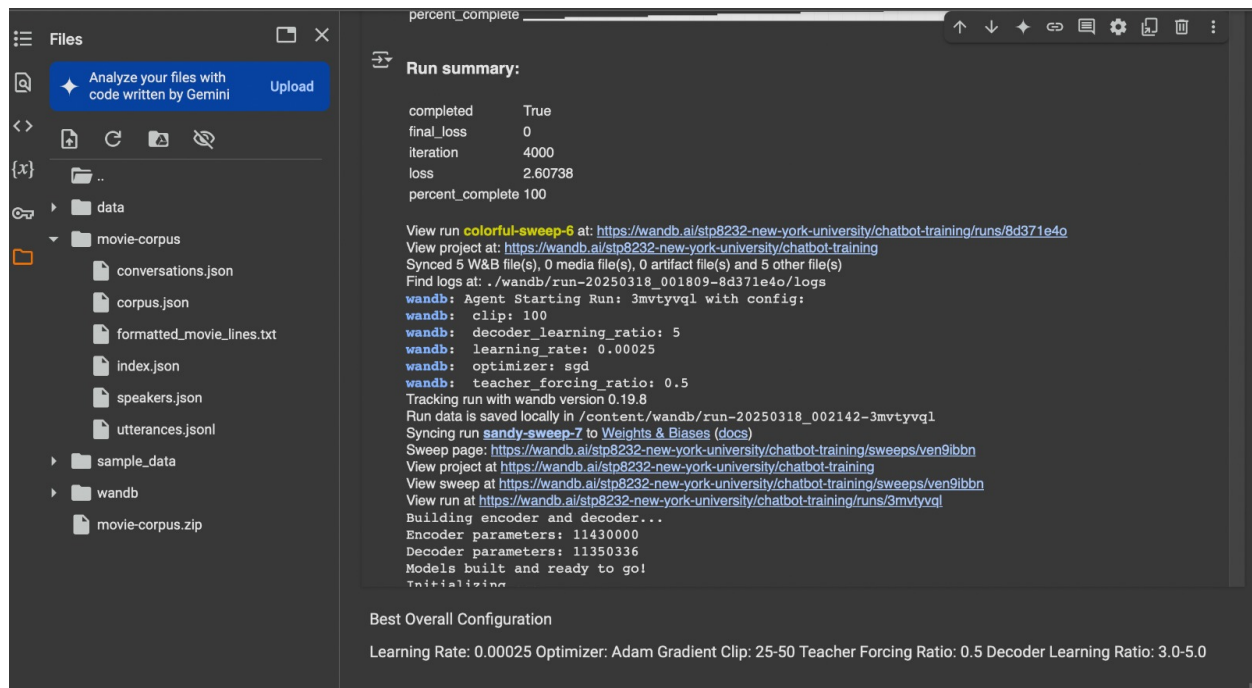 Files
Analyze your files with
code written by Gemini
Upload
{x}
..
data
movie-corpus
conversations.json
corpus.json
formatted_movie_lines.txt
index.json
speakers.json
utterances.jsonl
sample_data
wandb
movie-corpus.zip
percent_complete
Run summary:
completed True
final_loss 0
iteration 4000
loss 2.60738
percent_complete 100
View run colorful-sweep-6 at: https://wandb.ai/stp8232-new-york-university/chatbot-training/runs/8d371e4o
View project at: https://wandb.ai/stp8232-new-york-university/chatbot-training
Synced 5 W&B file(s), 0 media file(s), 0 artifact file(s) and 5 other file(s)
Find logs at: ./wandb/run-20250318_001809-8d371e4o/logs
wandb: Agent Starting Run: 3mvtyvql with config:
wandb: clip: 100
wandb: decoder_learning_ratio: 5
wandb: learning_rate: 0.00025
wandb: optimizer: sgd
wandb: teacher_forcing_ratio: 0.5
Tracking run with wandb version 0.19.8
Run data is saved locally in /content/wandb/run-20250318_002142-3mvtyvql
Syncing run sandy-sweep-7 to Weights & Biases (docs)
Sweep page: https://wandb.ai/stp8232-new-york-university/chatbot-training/sweeps/ven9ibbn
View project at https://wandb.ai/stp8232-new-york-university/chatbot-training
View sweep at https://wandb.ai/stp8232-new-york-university/chatbot-training/sweeps/ven9ibbn
View run at https://wandb.ai/stp8232-new-york-university/chatbot-training/runs/3mvtyvql
Building encoder and decoder...
Encoder parameters: 11430000
Decoder parameters: 11350336
Models built and ready to go!
Initializing
Best Overall Configuration
Learning Rate: 0.00025 Optimizer: Adam Gradient Clip: 25-50 Teacher Forcing Ratio: 0.5 Decoder Learning Ratio: 3.0-5.0